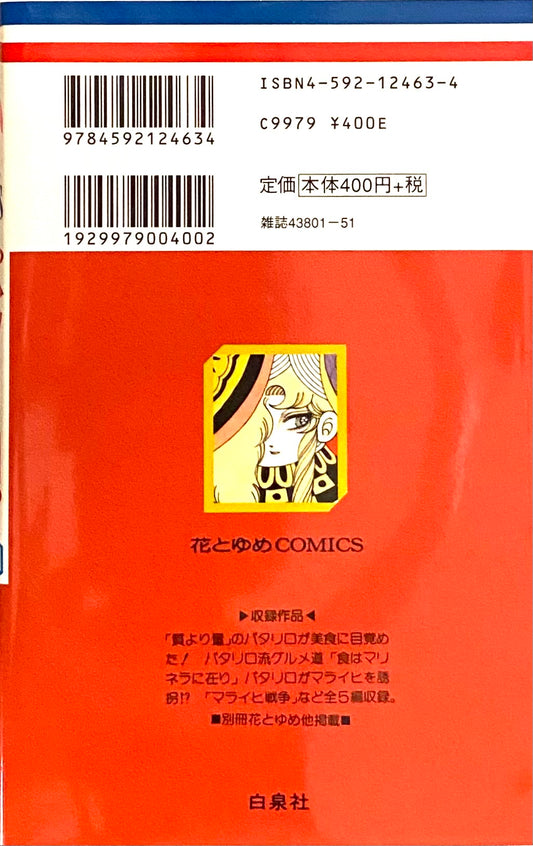 ISBN4-592-12463-4
9784592124634
C9979 ¥400E
定価 本体400円+税
1929979004002
雑誌43801-51
花とゆめCOMICS
▶収録作品◀
「質より量」のパタリロが美食に目覚め
た! パタリロ流グルメ道「食はマリ
ネラに在り」パタリロがマライヒを誘
拐!? 「マライヒ戦争」など全5編収録。
■別冊花とゆめ他掲載■
白泉社